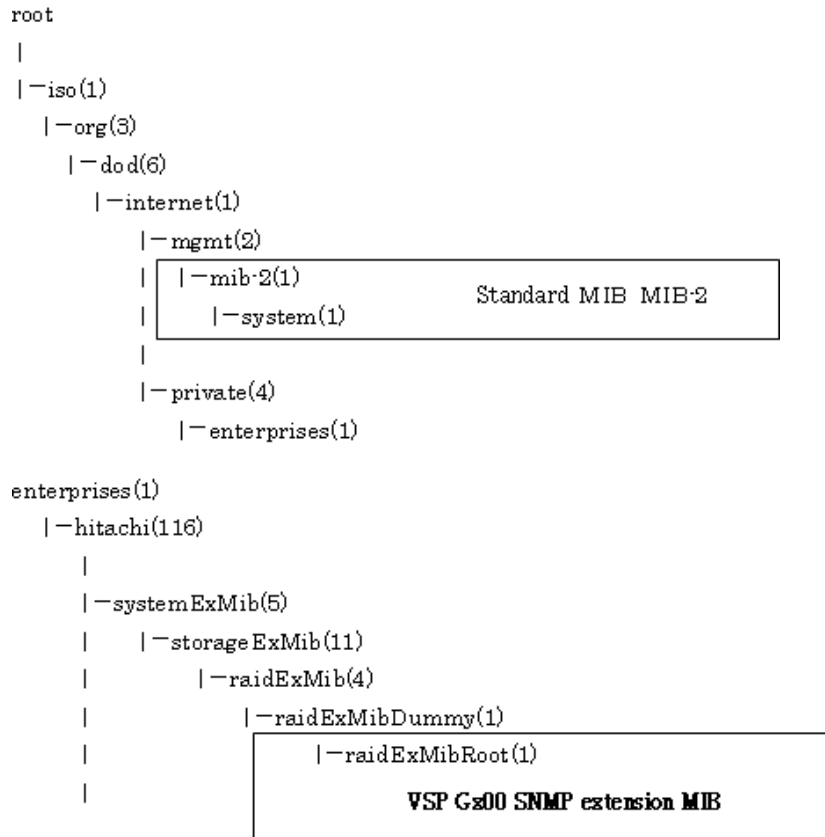 root
|
|—iso(1)
|—org(3)
|—dod(6)
|—internet(1)
|—mgmt(2)
| |—mib-2(1)
Standard MIB MIB-2
| |—system(1)
|
|—private(4)
|—enterprises(1)
enterprises(1)
|—hitachi(116)
|
|—systemExMib(5)
| |—storageExMib(11)
| |—raidExMib(4)
| |—raidExMibDummy(1)
| |—raidExMibRoot(1)
| VSP Gx00 SNMP extension MIB